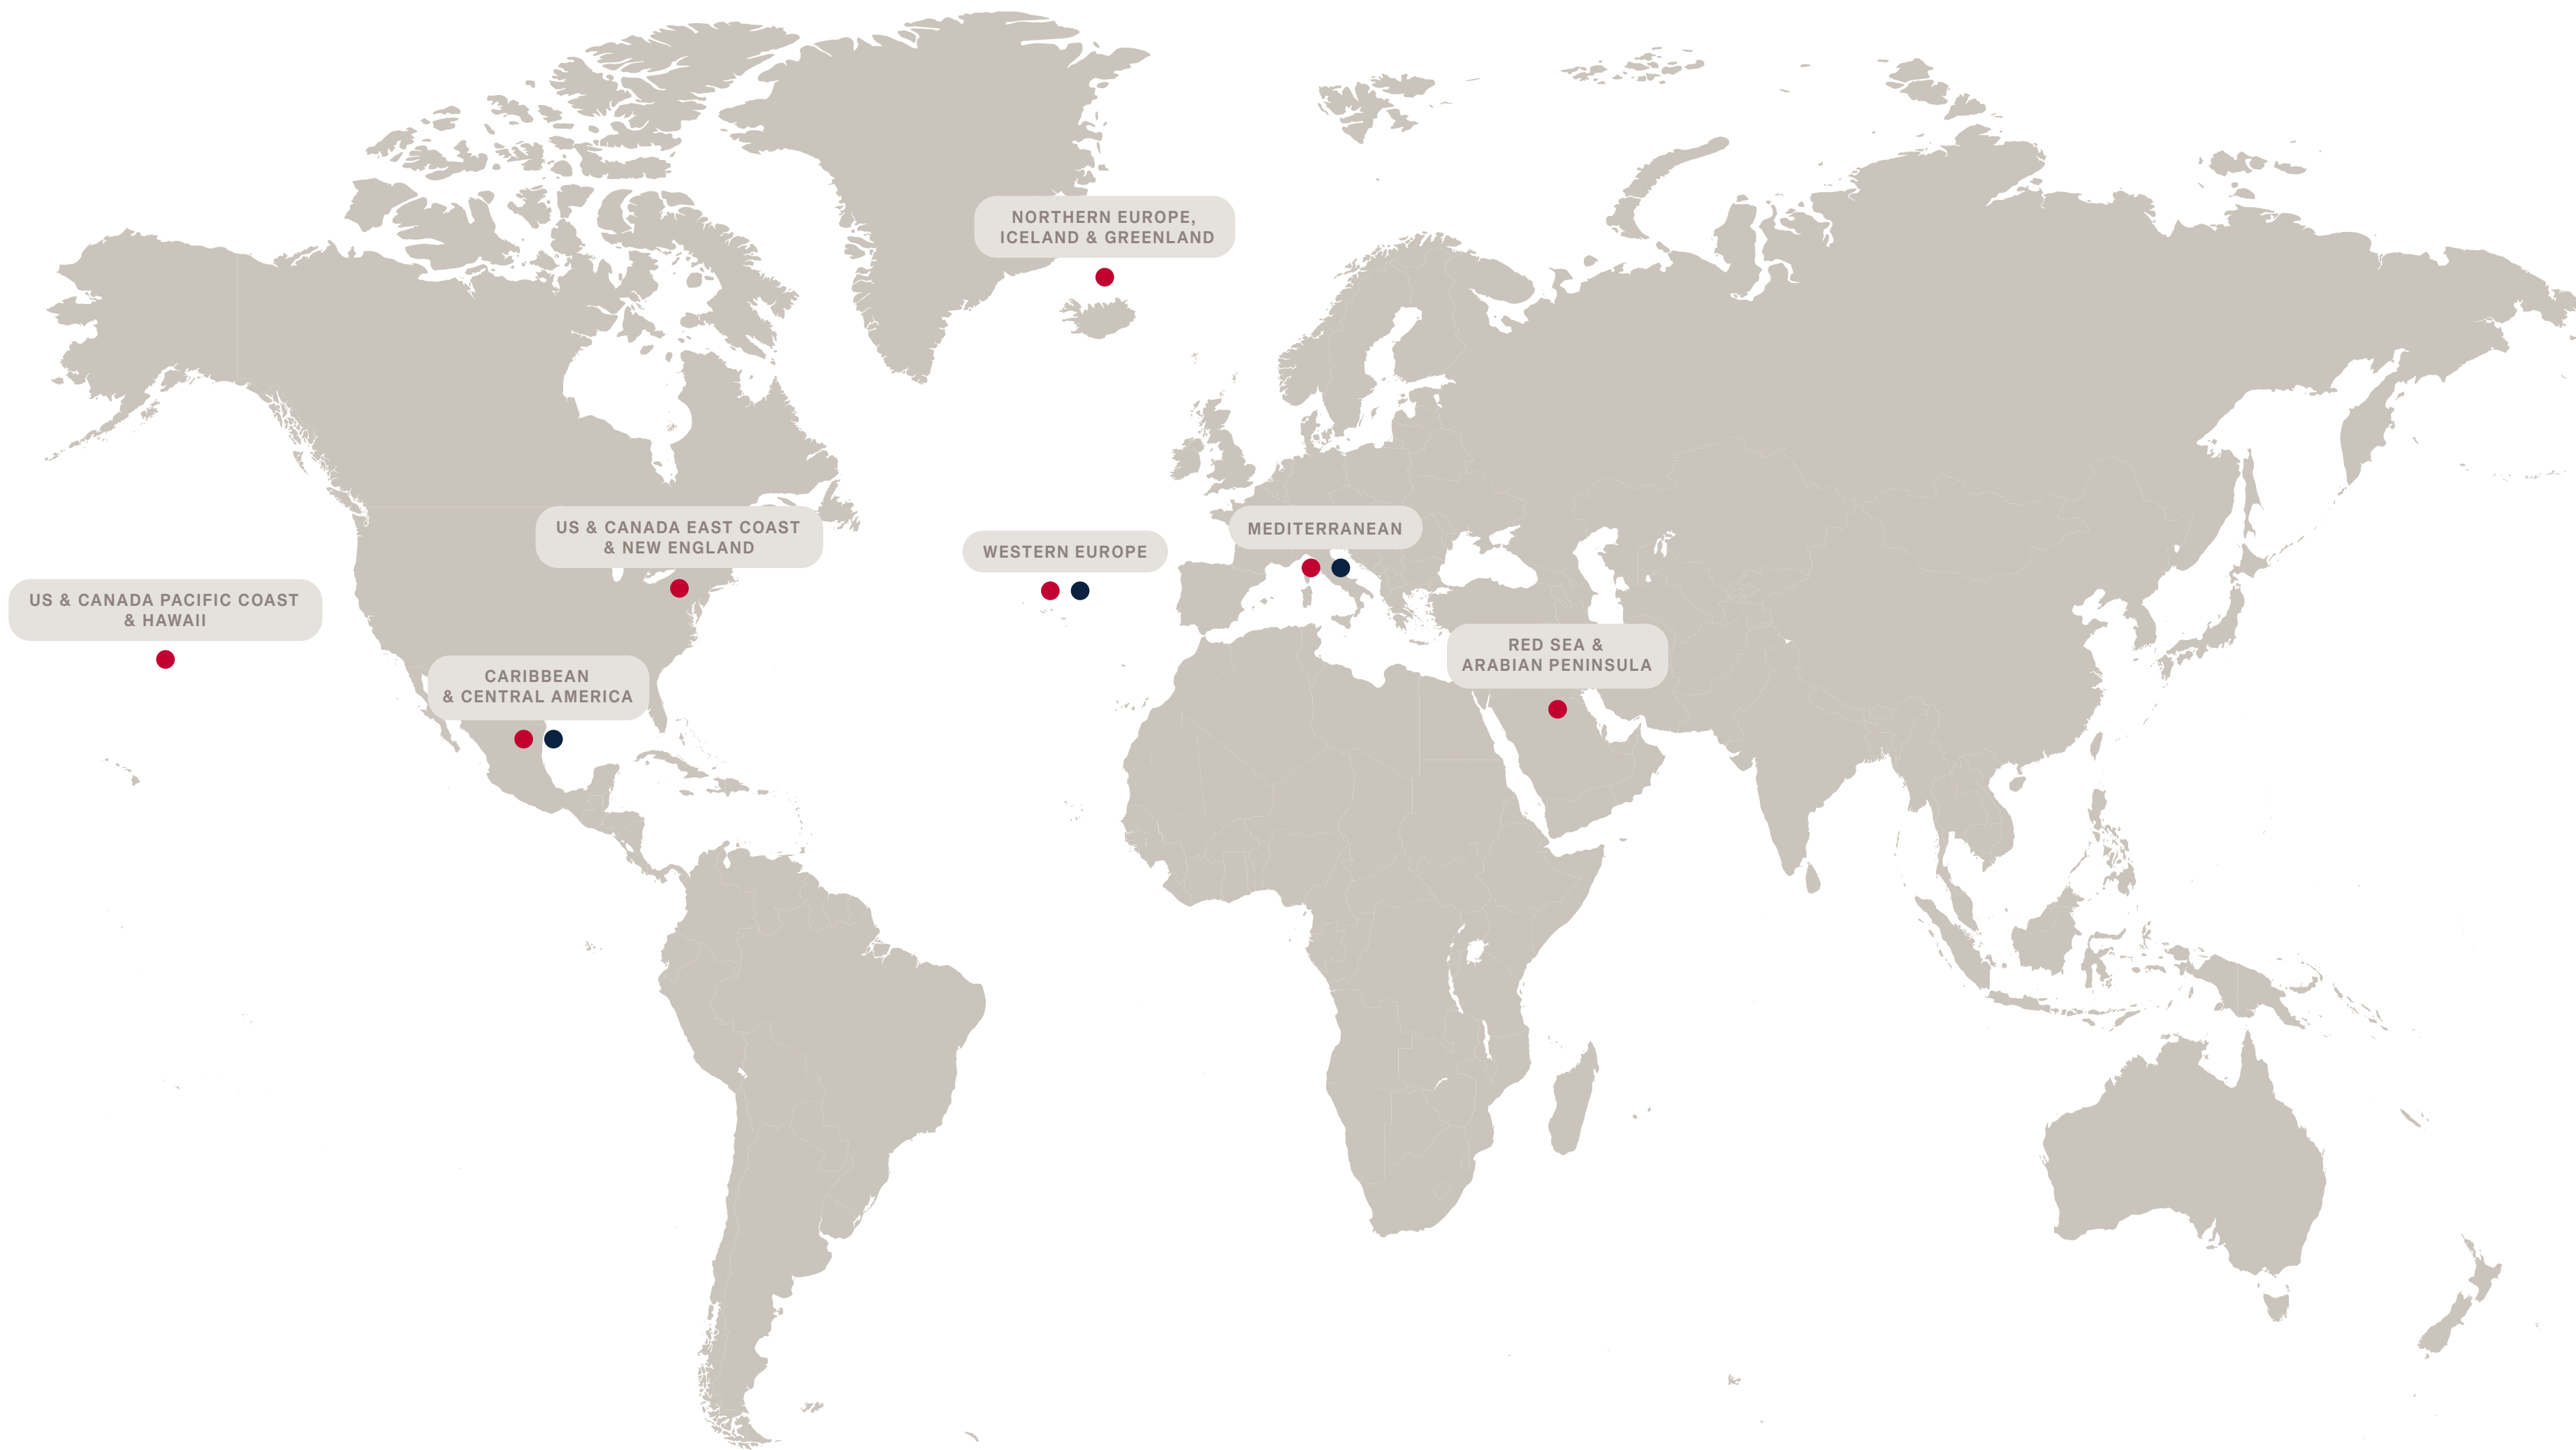 NORTHERN EUROPE,
ICELAND & GREENLAND
US & CANADA EAST COAST
& NEW ENGLAND
WESTERN EUROPE
MEDITERRANEAN
US & CANADA PACIFIC COAST
& HAWAII
CARIBBEAN
& CENTRAL AMERICA
RED SEA &
ARABIAN PENINSULA